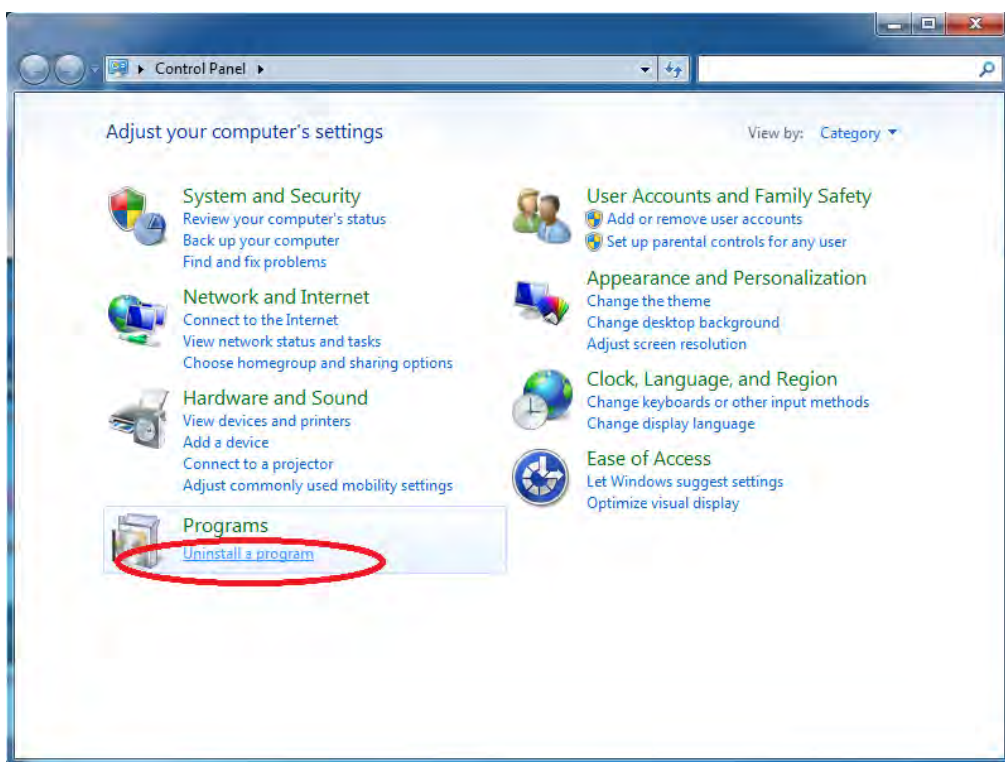 Control Panel
Adjust your computer's settings
View by: Category
System and Security
Review your computer's status
Back up your computer
Find and fix problems
Network and Internet
Connect to the Internet
View network status and tasks
Choose homegroup and sharing options
Hardware and Sound
View devices and printers
Add a device
Connect to a projector
Adjust commonly used mobility settings
Programs
Uninstall a program
User Accounts and Family Safety
Add or remove user accounts
Set up parental controls for any user
Appearance and Personalization
Change the theme
Change desktop background
Adjust screen resolution
Clock, Language, and Region
Change keyboards or other input methods
Change display language
Ease of Access
Let Windows suggest settings
Optimize visual display